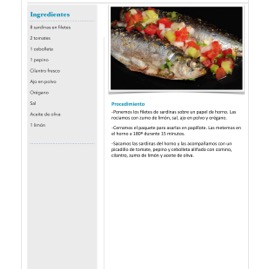 Ingredientes
8 sardinas en filetes
2 tomates
1 cebolleta
1 pepino
Cilantro fresco
Ajo en polvo
Orégano
Sal
Aceite de oliva
1 limón
Procedimiento
-Ponemos los filetes de sardinas sobre un papel de horno. Las
rociamos con zumo de limón, sal, ajo en polvo y orégano.
-Cerramos el paquete para asarlas en papillote. Las metemos en
el horno a 180º durante 15 minutos.
-Sacamos las sardinas del horno y las acompañamos con un
picadillo de tomate, pepino y cebolleta aliñado con comino,
cilantro, zumo de limón y aceite de oliva.